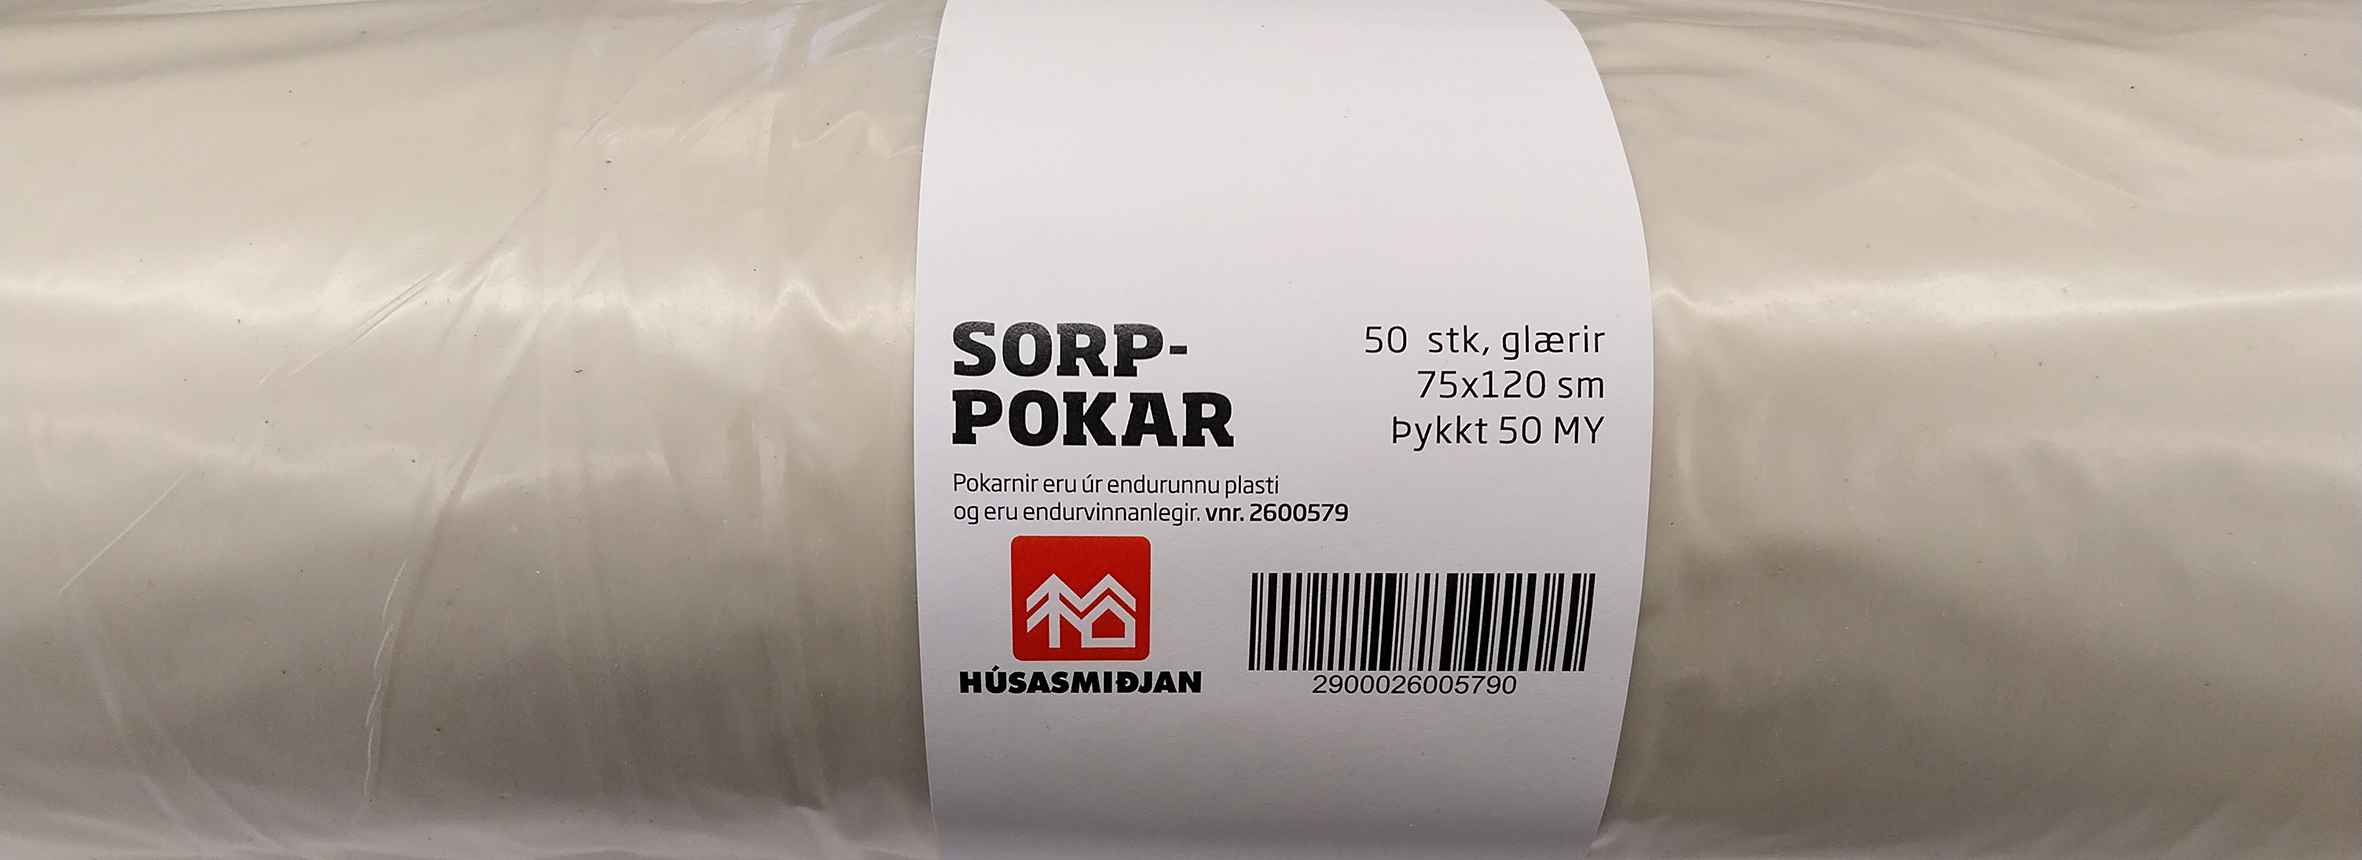 SORP-
POKAR
50 stk, glærir
75x120 sm
Þykkt 50 MY
Pokarnir eru úr endurunnu plasti
og eru endurvinnanlegir. vnr. 2600579
HÚSASMIÐJAN
2900026005790